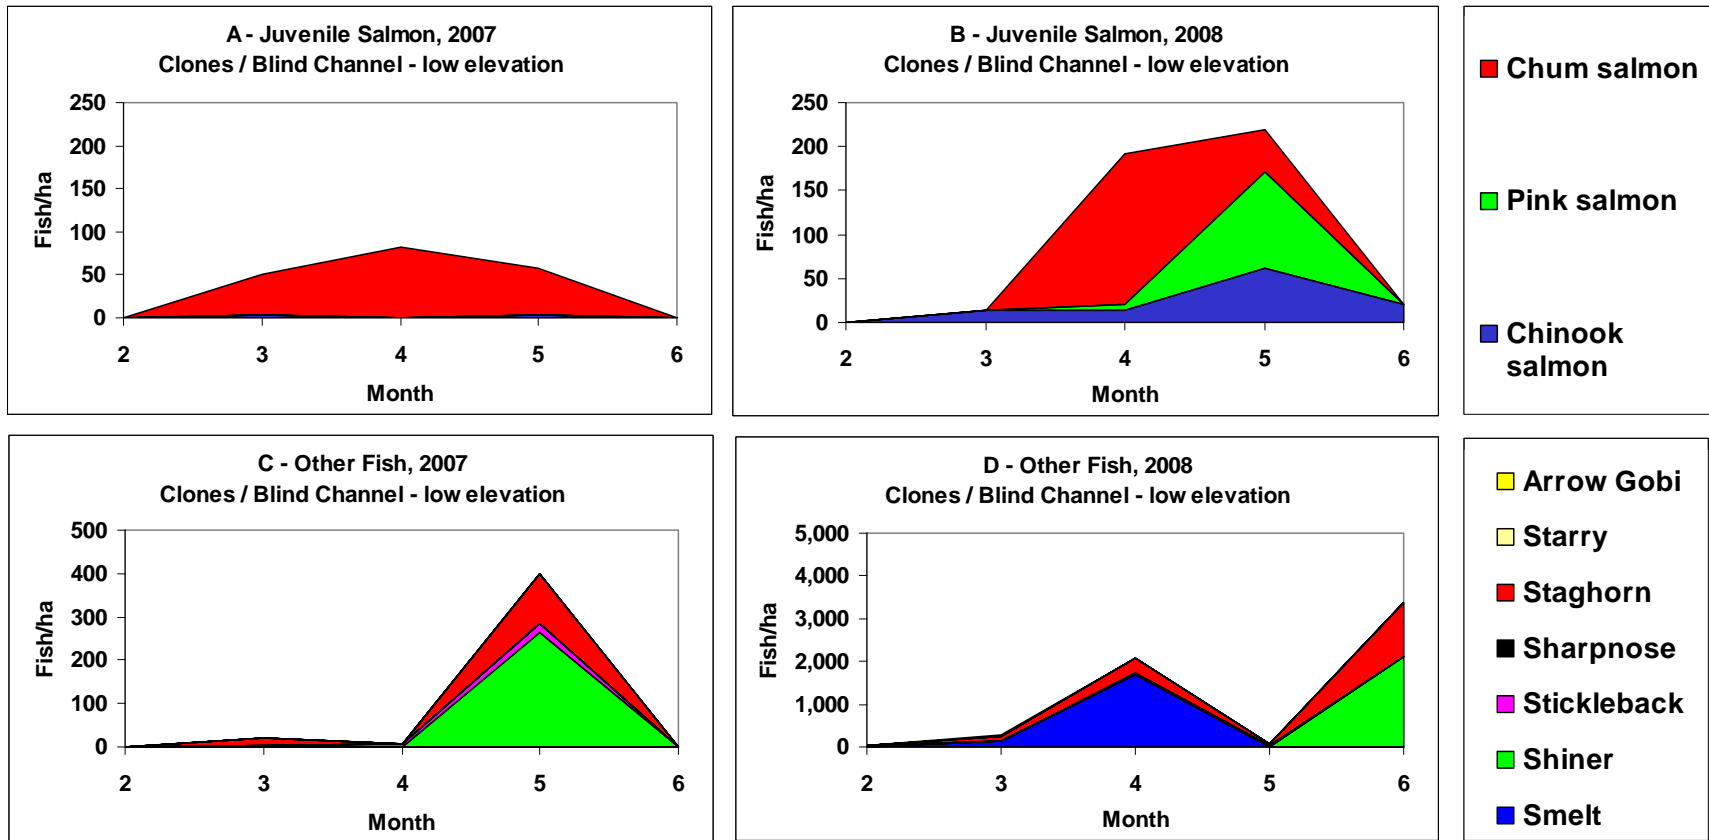 A - Juvenile Salmon, 2007
Clones / Blind Channel - low elevation
250
200
150
100
50
0
Fish/ha
2 3 4 5 6
Month
B - Juvenile Salmon, 2008
Clones / Blind Channel - low elevation
250
200
150
100
50
0
Fish/ha
2 3 4 5 6
Month
Chum salmon
Pink salmon
Chinook
salmon
C - Other Fish, 2007
Clones / Blind Channel - low elevation
500
400
300
200
100
0
Fish/ha
2 3 4 5 6
Month
D - Other Fish, 2008
Clones / Blind Channel - low elevation
5,000
4,000
3,000
2,000
1,000
0
Fish/ha
2 3 4 5 6
Month
Arrow Gobi
Starry
Staghorn
Sharpnose
Stickleback
Shiner
Smelt